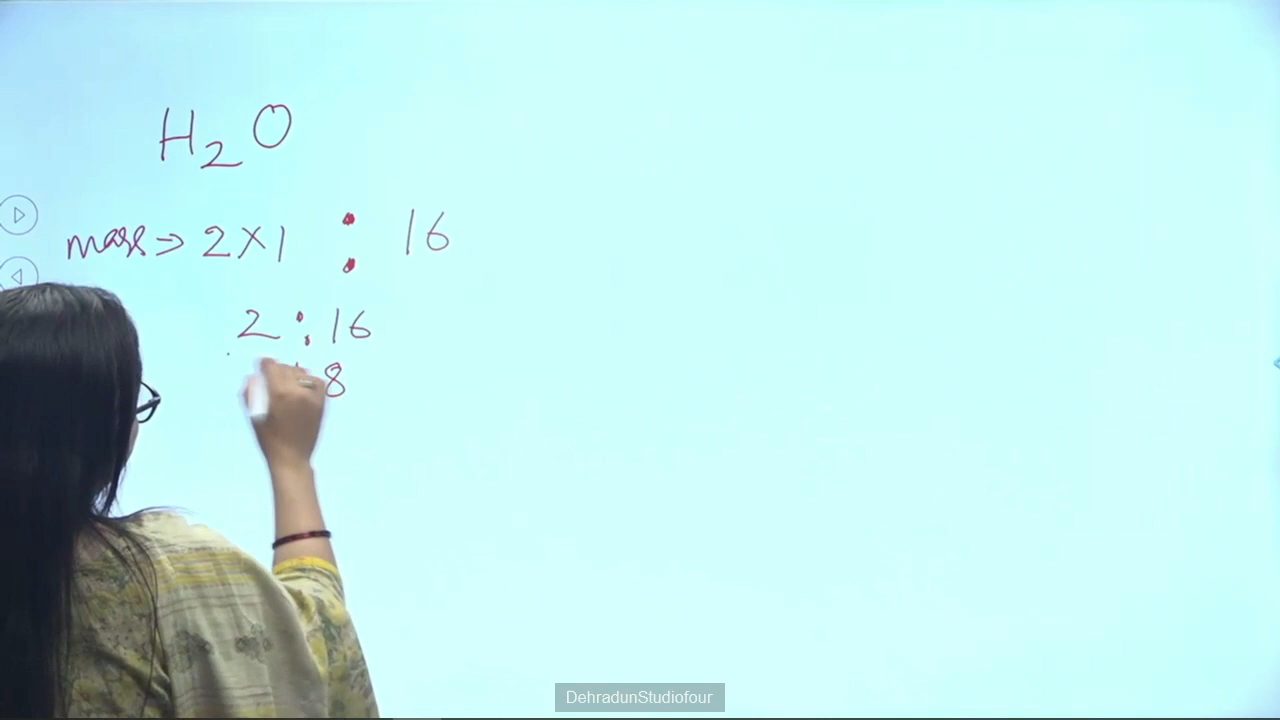 H₂O
mass => 2×1 : 16
2 : 16
8
DehradunStudiofour